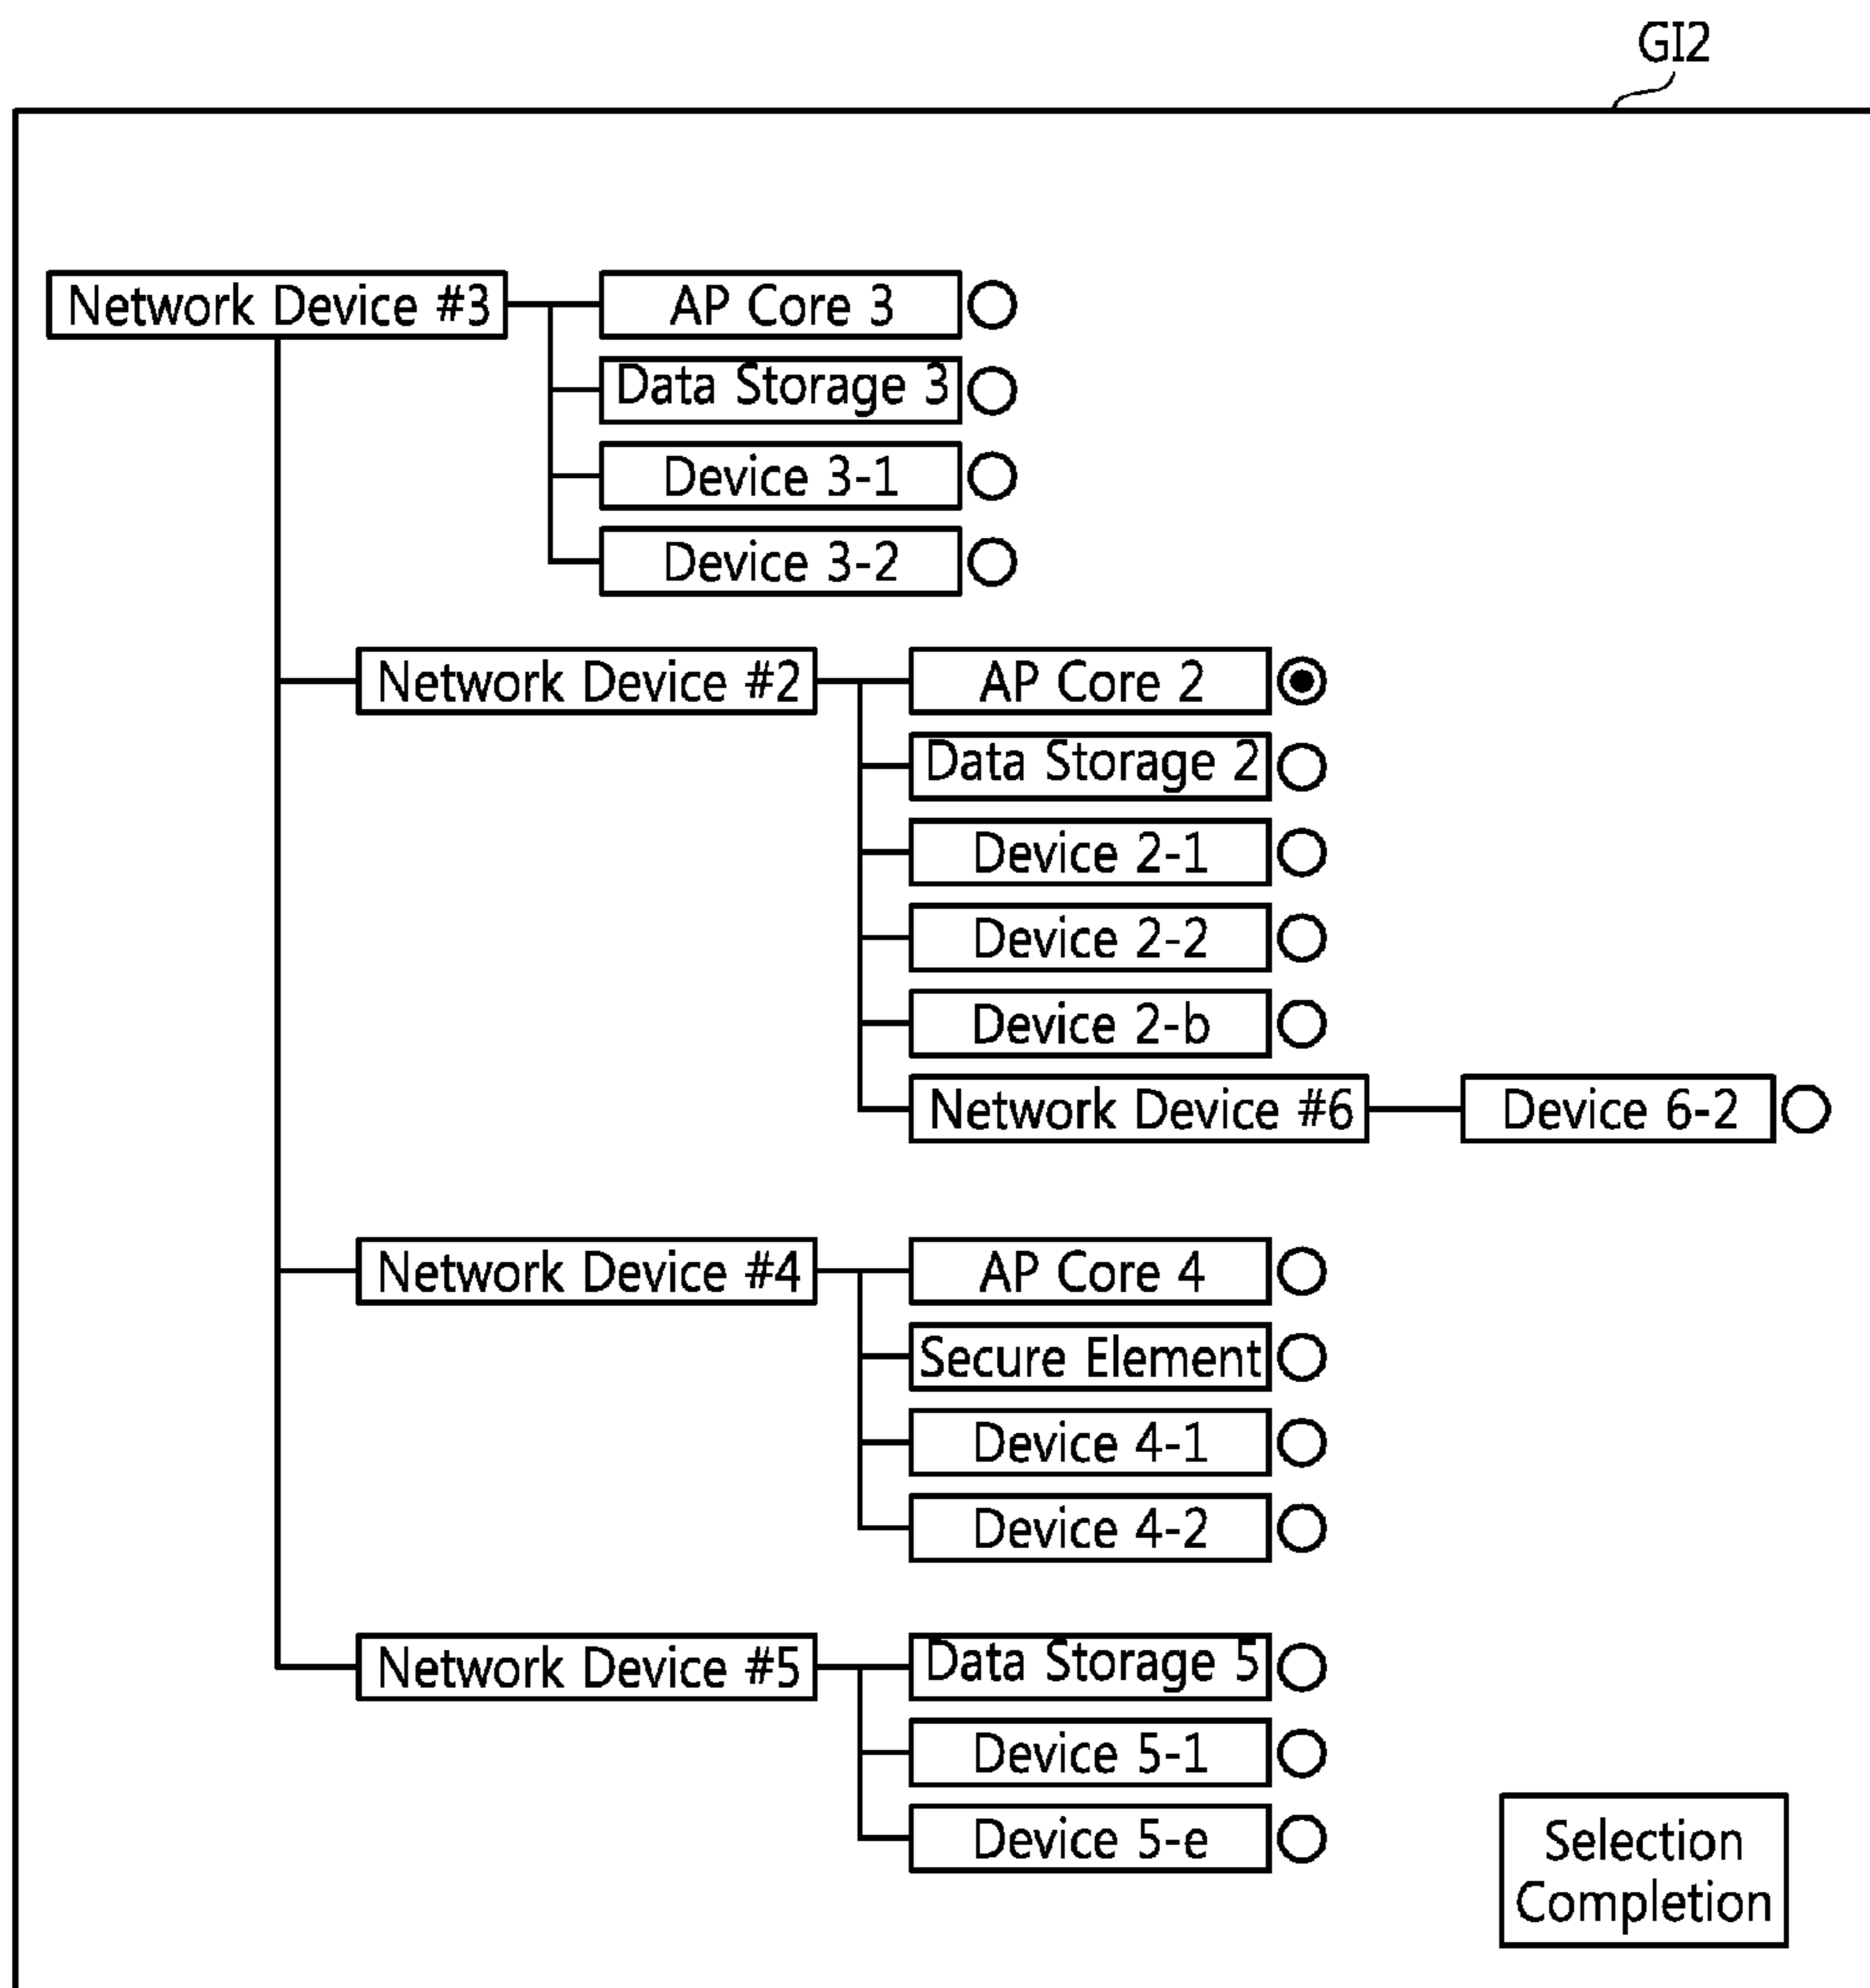 GI2
Network Device #3
AP Core 3
Data Storage 3
Device 3-1
Device 3-2
Network Device #2
AP Core 2
Data Storage 2
Device 2-1
Device 2-2
Device 2-b
Network Device #6
Device 6-2
Network Device #4
AP Core 4
Secure Element
Device 4-1
Device 4-2
Network Device #5
Data Storage 5
Device 5-1
Device 5-e
Selection
Completion